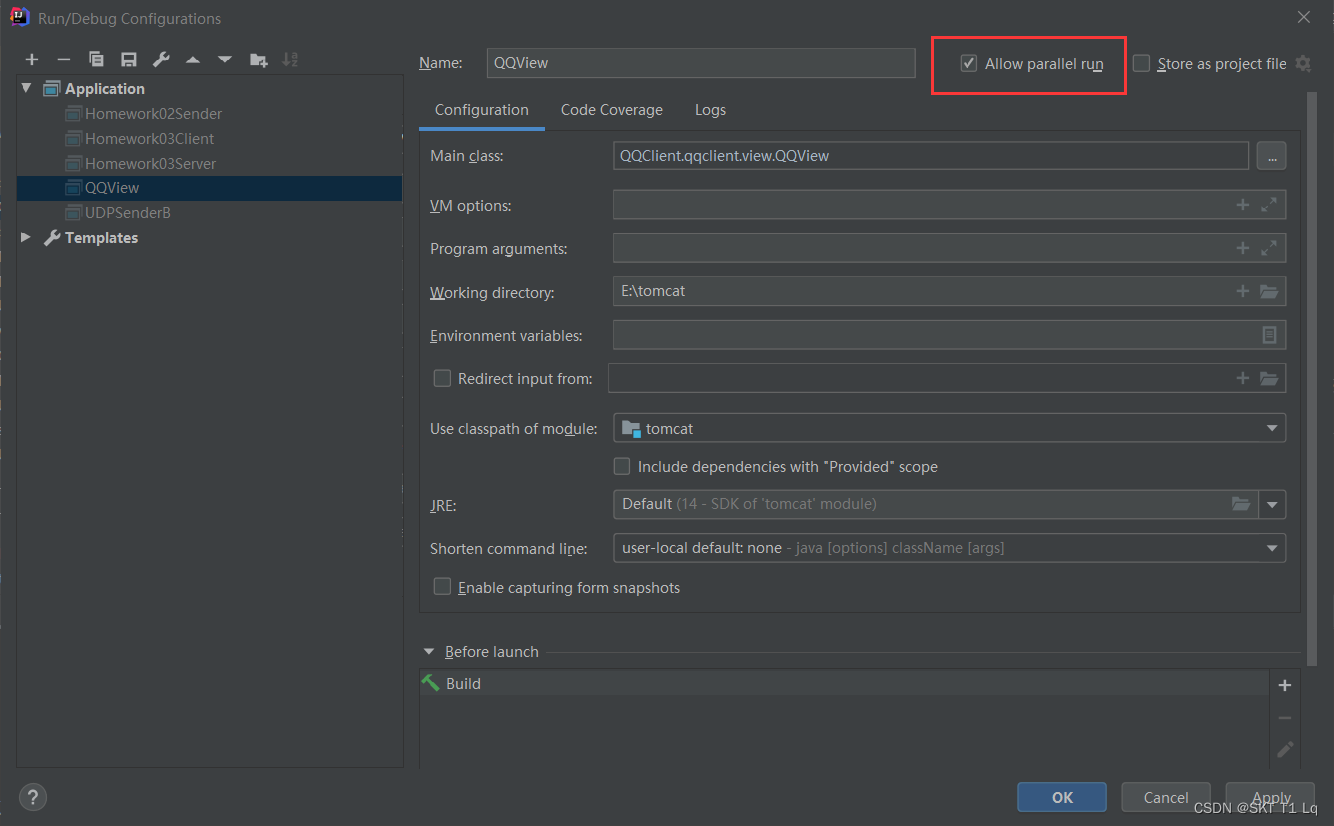 Run/Debug Configurations
Name: QQView Allow parallel run Store as project file
Application
Homework02Sender
Homework03Client
Homework03Server
QQView
UDPSenderB
Templates
Configuration Code Coverage Logs
Main class: QQClient.qqclient.view.QQView ...
VM options:
Program arguments:
Working directory: E:\tomcat
Environment variables:
Redirect input from:
Use classpath of module: tomcat
Include dependencies with "Provided" scope
JRE: Default (14 - SDK of 'tomcat' module)
Shorten command line: user-local default: none - java [options] className [args]
Enable capturing form snapshots
Before launch
Build
? OK Cancel Apply
CSDN @SKT T1 Lq